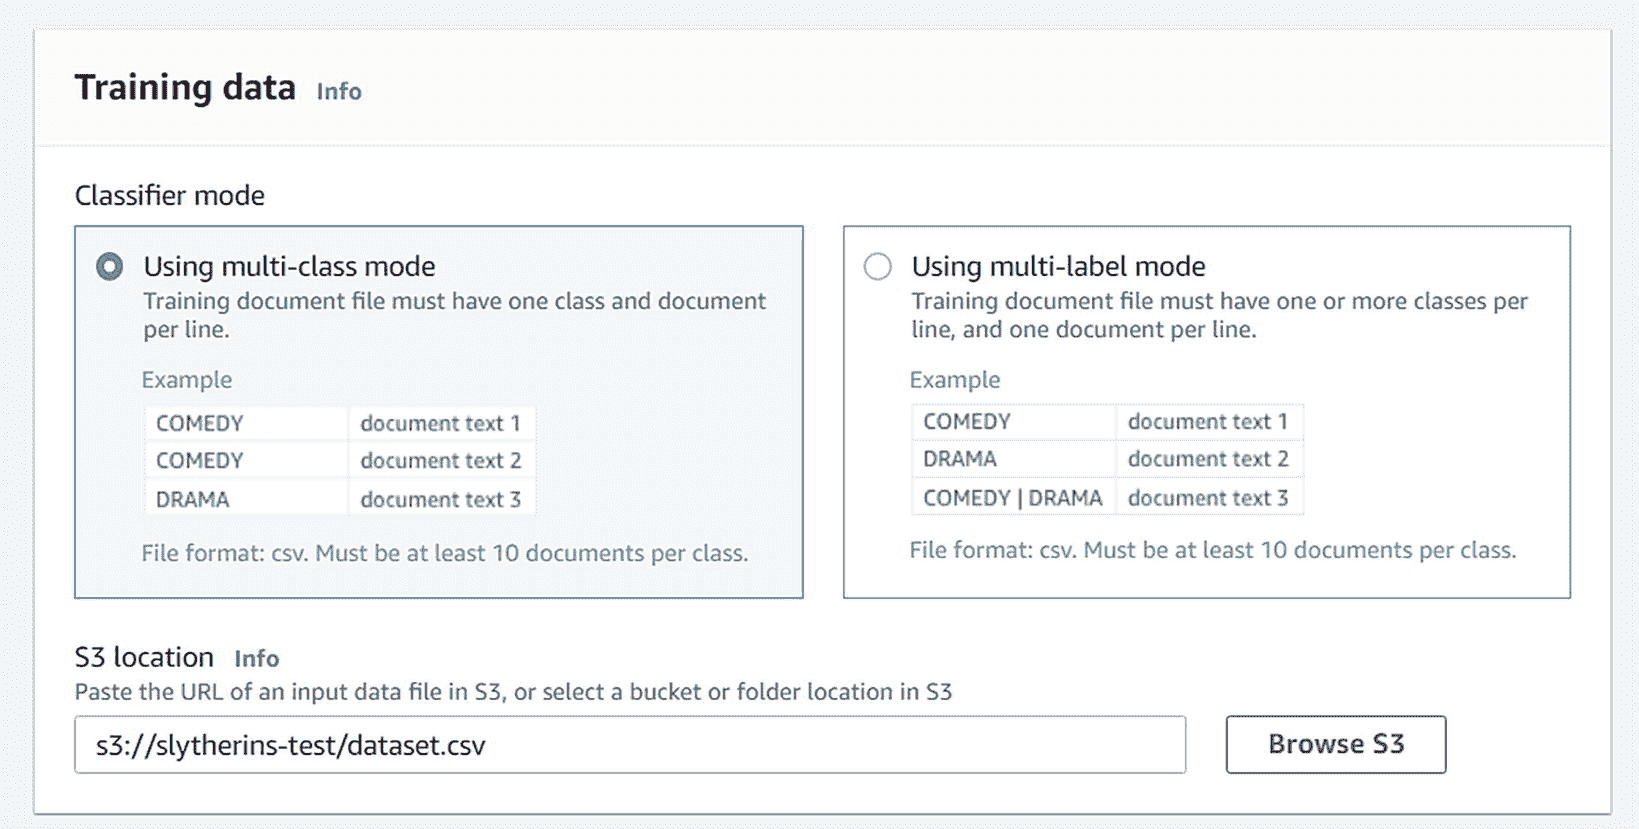 Training data Info
Classifier mode
Using multi-class mode
Training document file must have one class and document
per line.
Example
COMEDY document text 1
COMEDY document text 2
DRAMA document text 3
File format: csv. Must be at least 10 documents per class.
Using multi-label mode
Training document file must have one or more classes per
line, and one document per line.
Example
COMEDY document text 1
DRAMA document text 2
COMEDY | DRAMA document text 3
File format: csv. Must be at least 10 documents per class.
S3 location Info
Paste the URL of an input data file in S3, or select a bucket or folder location in S3
s3://slytherins-test/dataset.csv
Browse S3